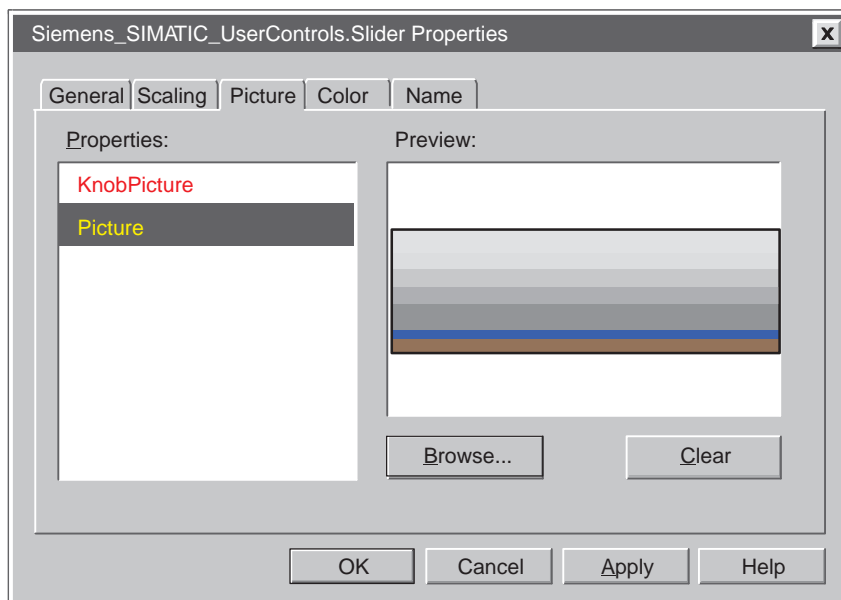 Siemens_SIMATIC_UserControls.Slider Properties X
General Scaling Picture Color Name
Properties: Preview:
KnobPicture
Picture
Browse... Clear
OK Cancel Apply Help